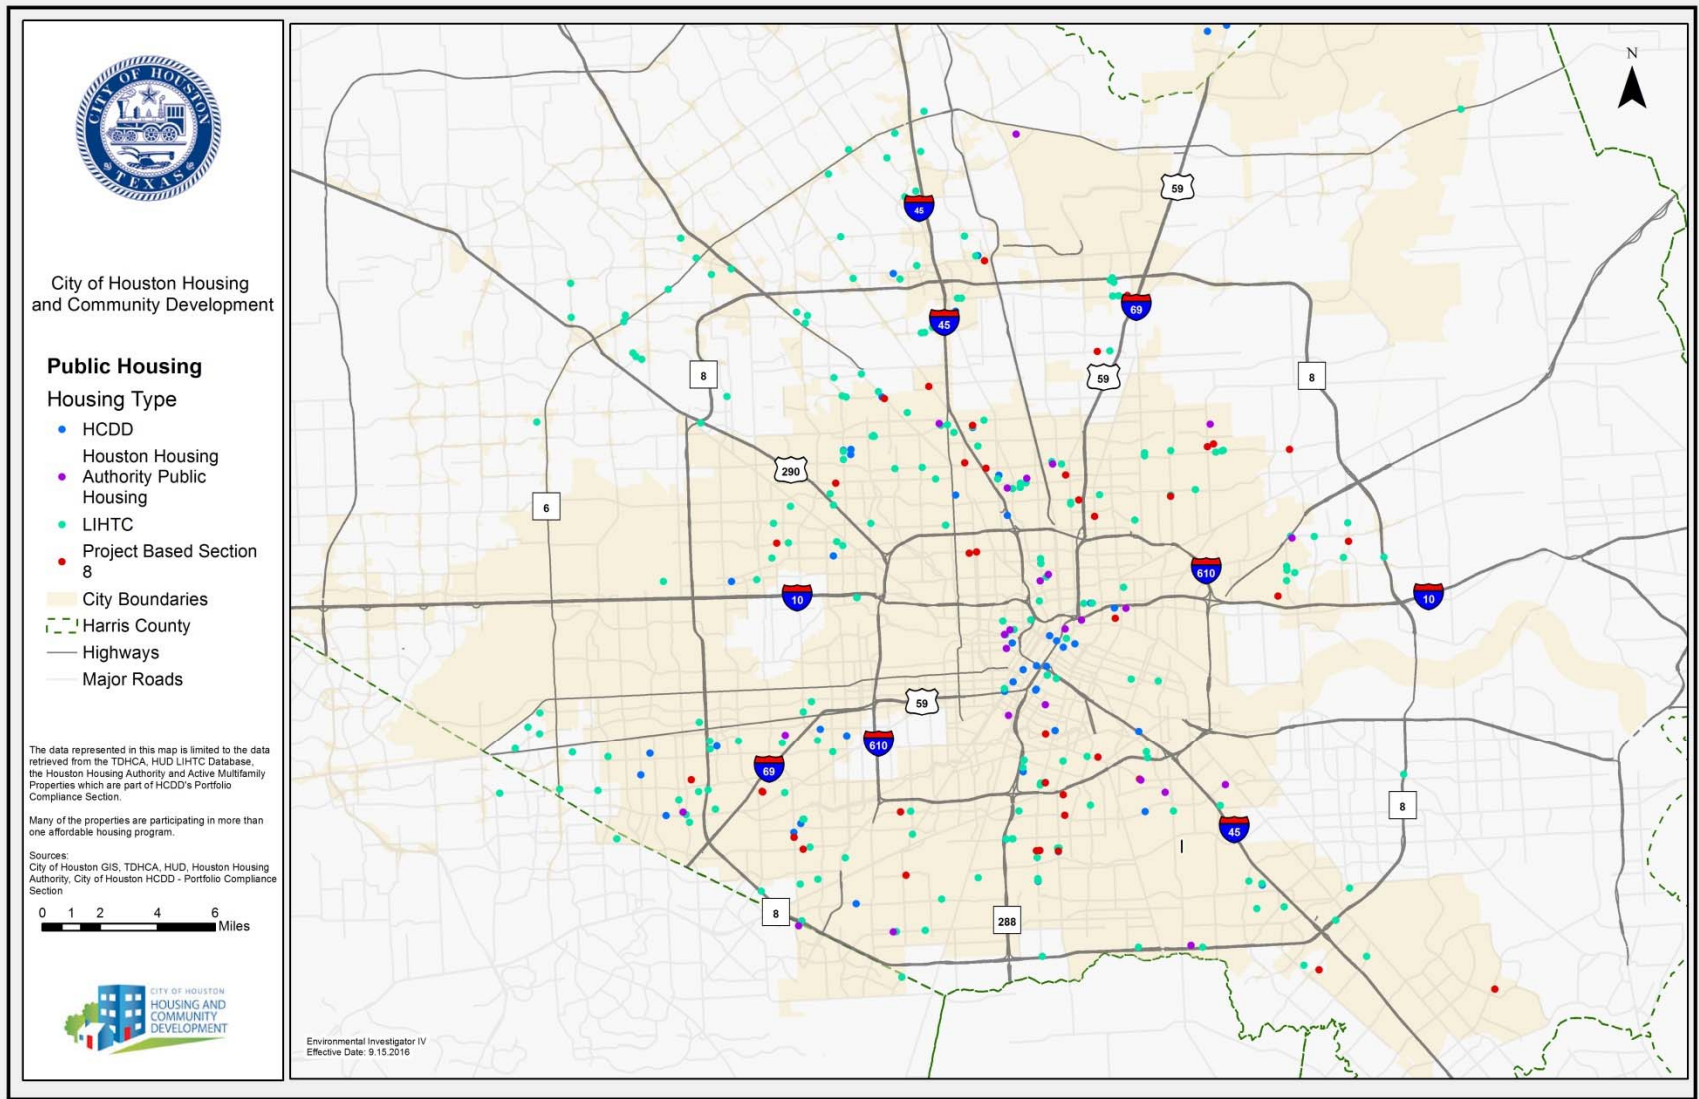 CITY OF HOUSTON
TEXAS
City of Houston Housing
and Community Development
Public Housing
Housing Type
HCDD
Houston Housing
Authority Public
Housing
LIHTC
Project Based Section
8
City Boundaries
Harris County
Highways
Major Roads
The data represented in this map is limited to the data
retrieved from the TDHCA, HUD LIHTC Database,
the Houston Housing Authority and Active Multifamily
Properties which are part of HCDD's Portfolio
Compliance Section.
Many of the properties are participating in more than
one affordable housing program.
Sources:
City of Houston GIS, TDHCA, HUD, Houston Housing
Authority, City of Houston HCDD - Portfolio Compliance
Section
0 1 2 4 6
Miles
CITY OF HOUSTON
HOUSING AND
COMMUNITY
DEVELOPMENT
N
59
45
69
45
59
8
8
290
6
610
10
10
59
610
69
8
45
8
288
Environmental Investigator IV
Effective Date: 9.15.2016